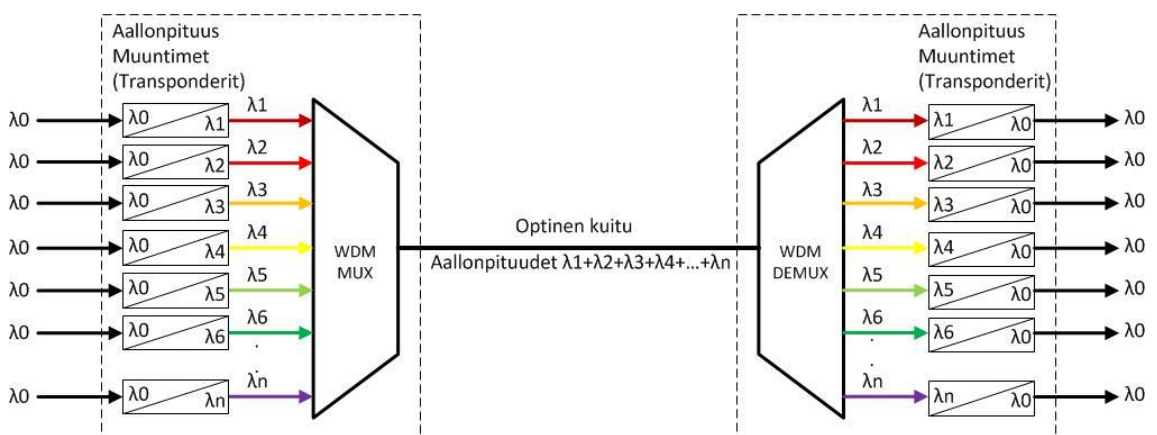 Aallonpituus
Muuntimet
(Transponderit)
Aallonpituus
Muuntimet
(Transponderit)
λ0 λ0 λ1 λ1 λ1 λ1 λ0 λ0
λ0 λ0 λ2 λ2 λ2 λ2 λ0 λ0
λ0 λ0 λ3 λ3 λ3 λ3 λ0 λ0
Optinen kuitu
λ0 λ0 λ4 λ4 λ4 λ4 λ0 λ0
WDM
MUX
Aallonpituudet λ1+λ2+λ3+λ4+...+λn
WDM
DEMUX
λ0 λ0 λ5 λ5 λ5 λ5 λ0 λ0
λ0 λ0 λ6 λ6 λ6 λ6 λ0 λ0
λ0 λ0 λn λn λn λn λ0 λ0